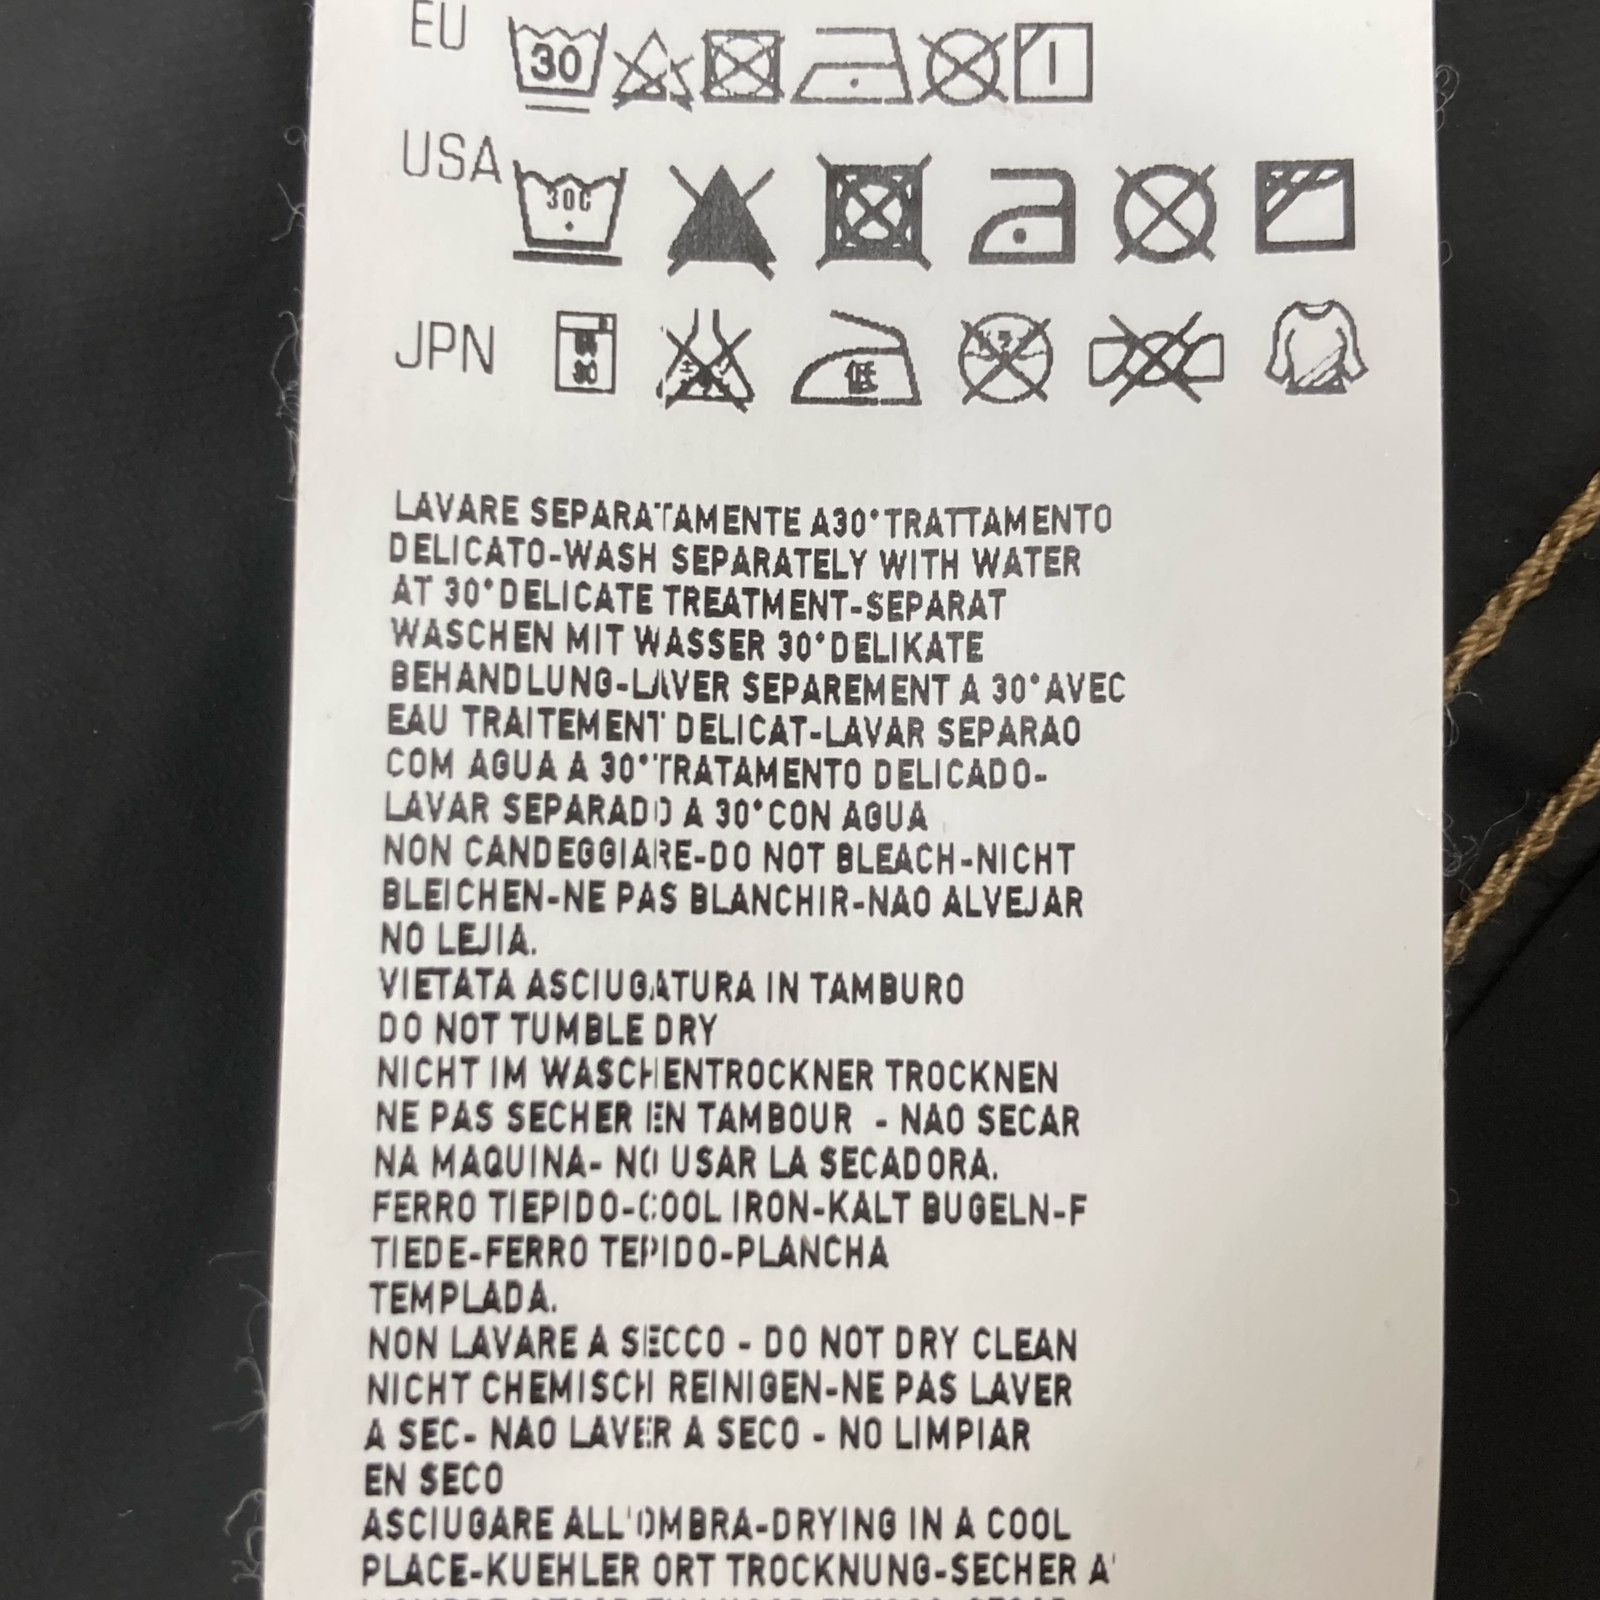 EU 30
USA 30C
JPN 30 低
LAVARE SEPARATAMENTE A30°TRATTAMENTO
DELICATO-WASH SEPARATELY WITH WATER
AT 30°DELICATE TREATMENT-SEPARAT
WASCHEN MIT WASSER 30°DELIKATE
BEHANDLUNG-LAVER SEPAREMENT A 30°AVEC
EAU TRAITEMENT DELICAT-LAVAR SEPARAO
COM AGUA A 30°TRATAMENTO DELICADO-
LAVAR SEPARADO A 30°CON AGUA
NON CANDEGGIARE-DO NOT BLEACH-NICHT
BLEICHEN-NE PAS BLANCHIR-NAO ALVEJAR
NO LEJIA.
VIETATA ASCIUGATURA IN TAMBURO
DO NOT TUMBLE DRY
NICHT IM WASCHENTROCKNER TROCKNEN
NE PAS SECHER EN TAMBOUR - NAO SECAR
NA MAQUINA- NO USAR LA SECADORA.
FERRO TIEPIDO-COOL IRON-KALT BUGELN-F
TIEDE-FERRO TEPIDO-PLANCHA
TEMPLADA.
NON LAVARE A SECCO - DO NOT DRY CLEAN
NICHT CHEMISCH REINIGEN-NE PAS LAVER
A SEC- NAO LAVER A SECO - NO LIMPIAR
EN SECO
ASCIUGARE ALL'OMBRA-DRYING IN A COOL
PLACE-KUEHLER ORT TROCKNUNG-SECHER A'